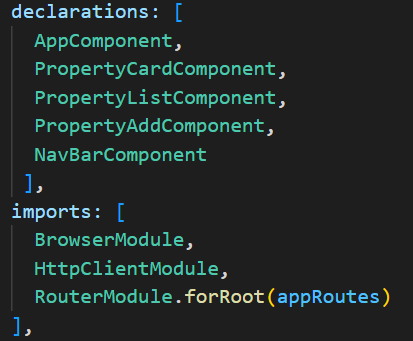 declarations: [
AppComponent,
PropertyCardComponent,
PropertyListComponent,
PropertyAddComponent,
NavBarComponent
],
imports: [
BrowserModule,
HttpClientModule,
RouterModule.forRoot(appRoutes)
],